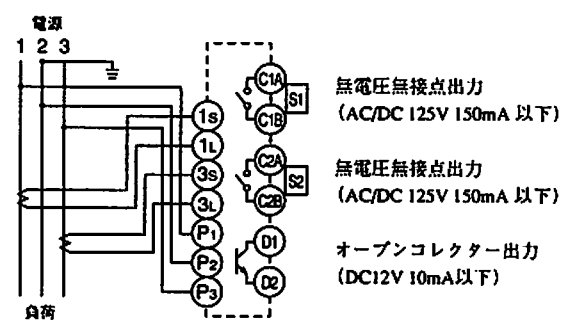 電源
1 2 3
1S
1L
3S
3L
P1
P2
P3
C1A
C1B
S1
C2A
C2B
S2
D1
D2
無電圧無接点出力
(AC/DC 125V 150mA 以下)
無電圧無接点出力
(AC/DC 125V 150mA 以下)
オープンコレクター出力
(DC12V 10mA以下)
負荷